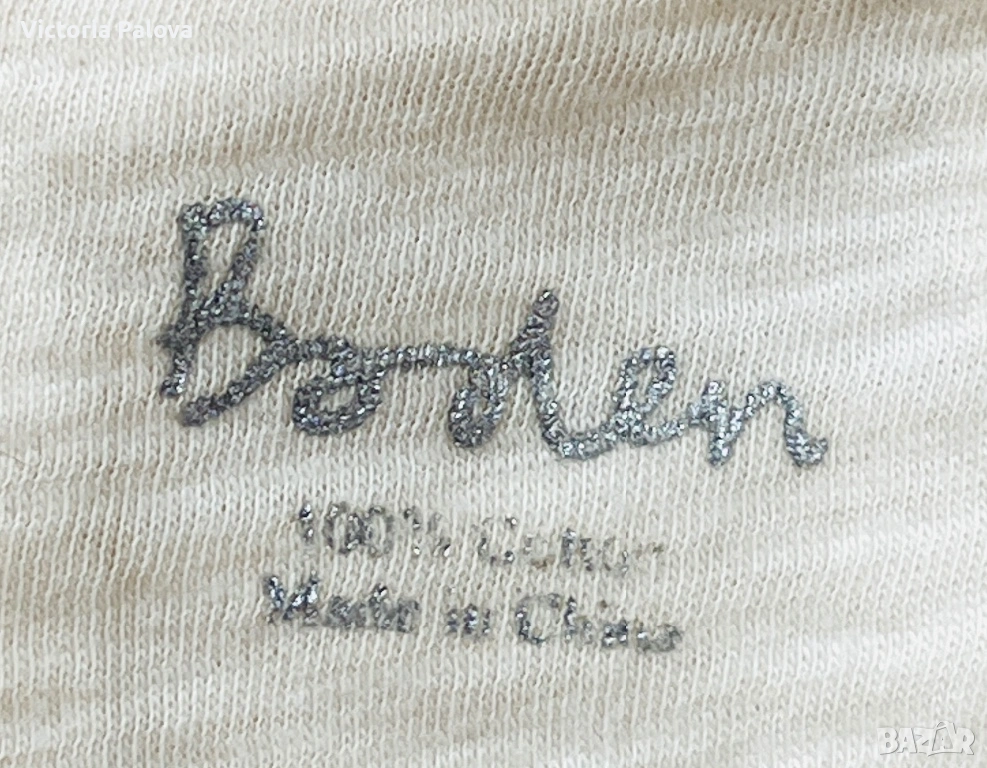 Victoria Palova
Boden
100% Cotton
Made in China
BAZAR